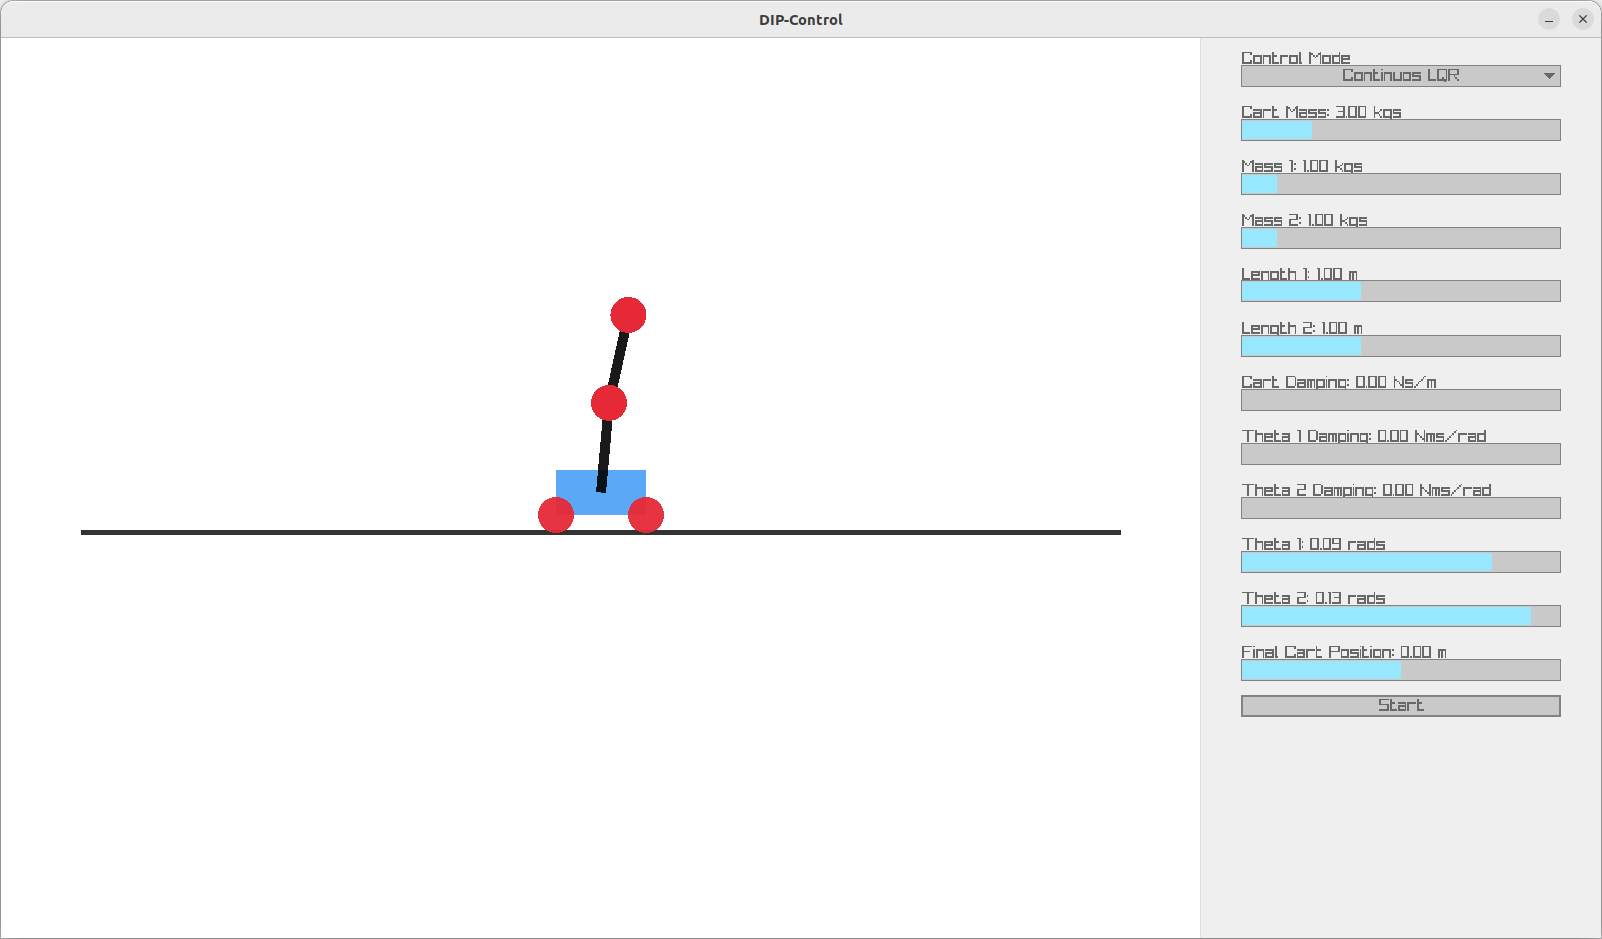 DIP-Control
Control Mode
Continuos LQR
Cart Mass: 3.00 kgs
Mass 1: 1.00 kgs
Mass 2: 1.00 kgs
Length 1: 1.00 m
Length 2: 1.00 m
Cart Damping: 0.00 Ns/m
Theta 1 Damping: 0.00 Nms/rad
Theta 2 Damping: 0.00 Nms/rad
Theta 1: 0.09 rads
Theta 2: 0.13 rads
Final Cart Position: 0.00 m
Start